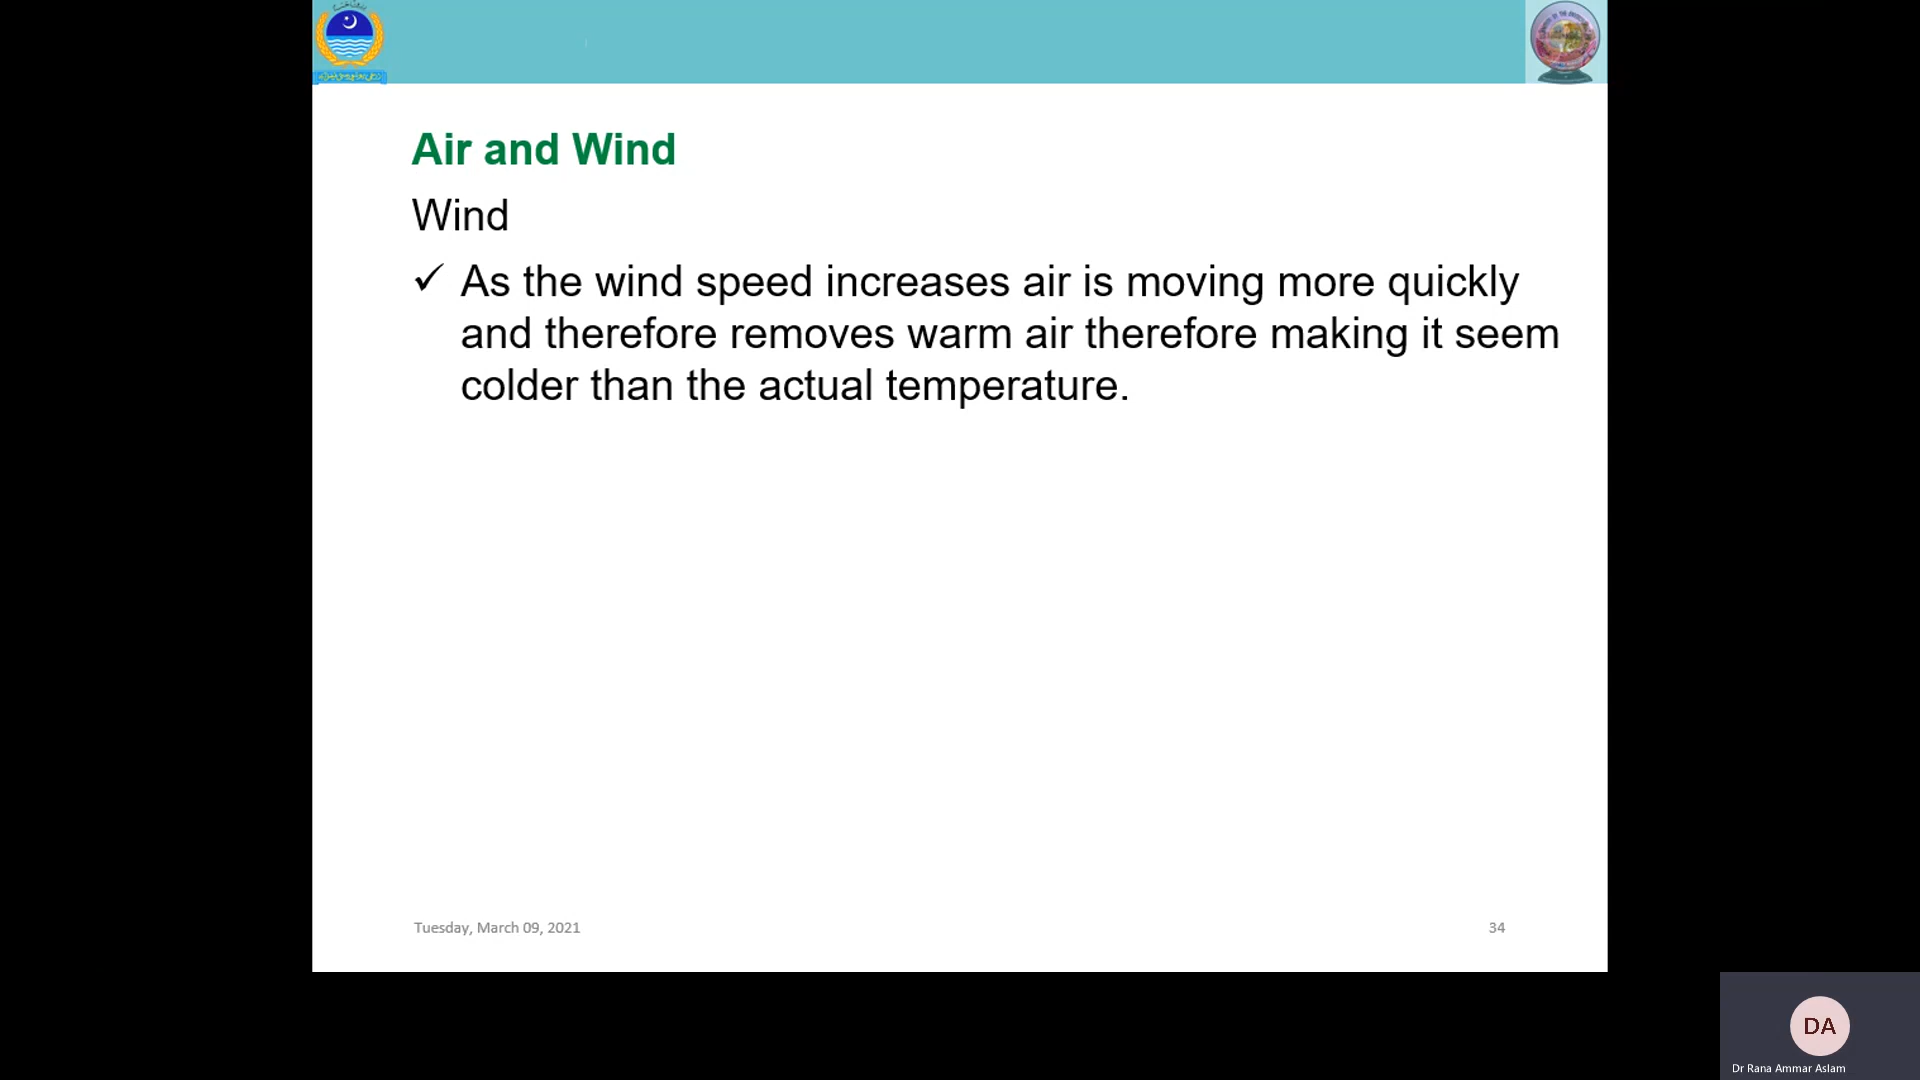 Air and Wind
Wind
✓ As the wind speed increases air is moving more quickly
and therefore removes warm air therefore making it seem
colder than the actual temperature.
Tuesday, March 09, 2021
34
DA
Dr Rana Ammar Aslam